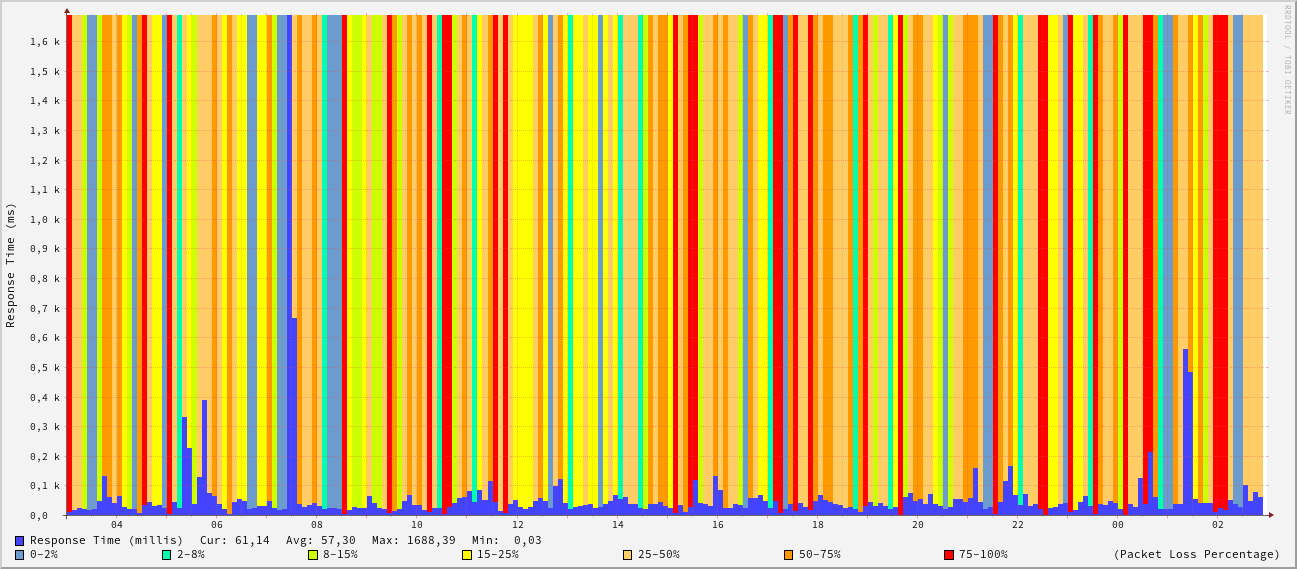 RRDTOOL / TOBI OETIKER
Response Time (ms)
1,6 k
1,5 k
1,4 k
1,3 k
1,2 k
1,1 k
1,0 k
0,9 k
0,8 k
0,7 k
0,6 k
0,5 k
0,4 k
0,3 k
0,2 k
0,1 k
0,0
04 06 08 10 12 14 16 18 20 22 00 02
Response Time (millis) Cur: 61,14 Avg: 57,30 Max: 1688,39 Min: 0,03
0-2% 2-8% 8-15% 15-25% 25-50% 50-75% 75-100% (Packet Loss Percentage)